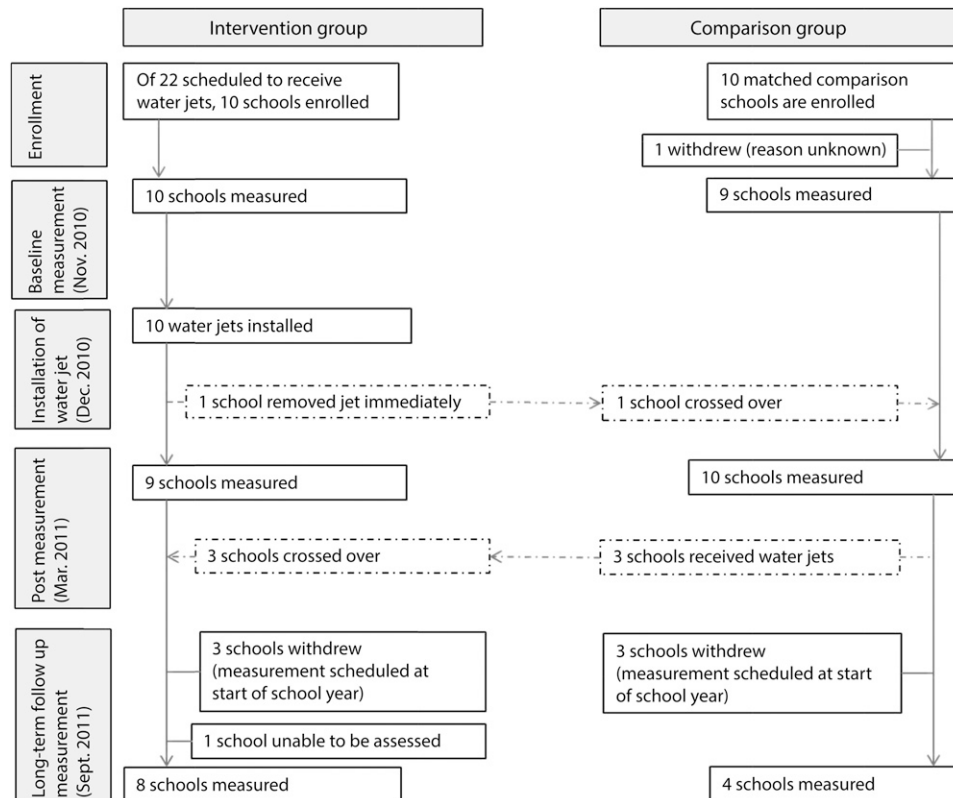 Intervention group
Comparison group
Enrollment
Of 22 scheduled to receive
water jets, 10 schools enrolled
10 matched comparison
schools are enrolled
1 withdrew (reason unknown)
Baseline
measurement
(Nov. 2010)
10 schools measured
9 schools measured
Installation of
water jet
(Dec. 2010)
10 water jets installed
1 school removed jet immediately
1 school crossed over
Post measurement
(Mar. 2011)
9 schools measured
10 schools measured
3 schools crossed over
3 schools received water jets
Long-term follow up
measurement
(Sept. 2011)
3 schools withdrew
(measurement scheduled at
start of school year)
3 schools withdrew
(measurement scheduled at start
of school year)
1 school unable to be assessed
8 schools measured
4 schools measured